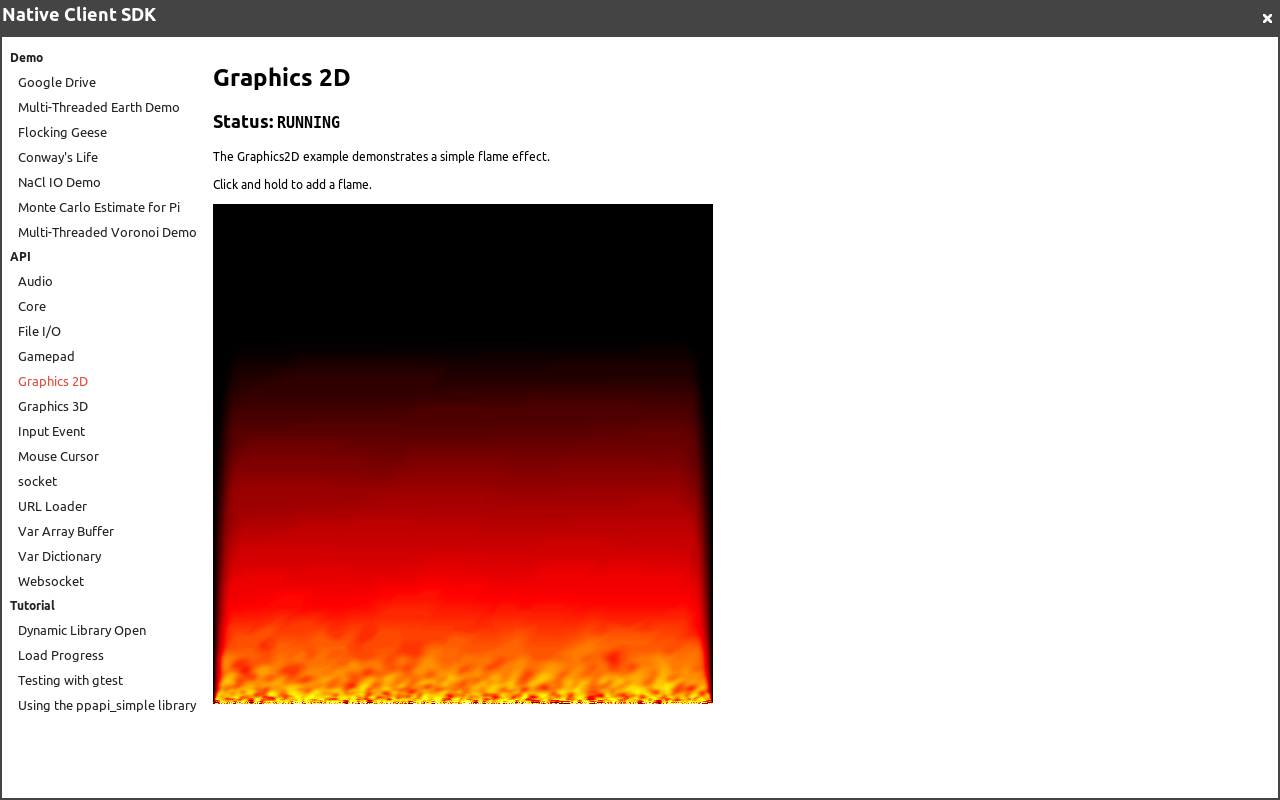 Native Client SDK
Demo
Google Drive
Multi-Threaded Earth Demo
Flocking Geese
Conway's Life
NaCl IO Demo
Monte Carlo Estimate for Pi
Multi-Threaded Voronoi Demo
API
Audio
Core
File I/O
Gamepad
Graphics 2D
Graphics 3D
Input Event
Mouse Cursor
socket
URL Loader
Var Array Buffer
Var Dictionary
Websocket
Tutorial
Dynamic Library Open
Load Progress
Testing with gtest
Using the ppapi_simple library
Graphics 2D
Status: RUNNING
The Graphics2D example demonstrates a simple flame effect.
Click and hold to add a flame.